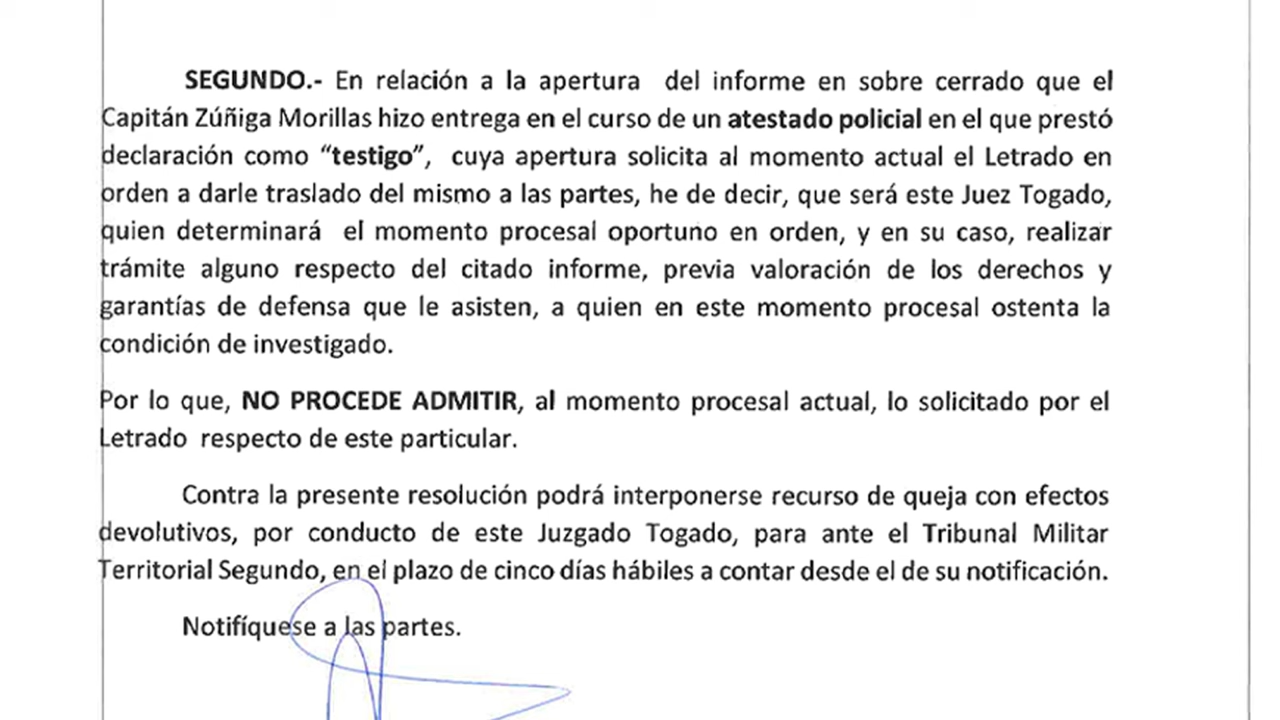 SEGUNDO.- En relación a la apertura del informe en sobre cerrado que el
Capitán Zúñiga Morillas hizo entrega en el curso de un atestado policial en el que prestó
declaración como “testigo”, cuya apertura solicita al momento actual el Letrado en
orden a darle traslado del mismo a las partes, he de decir, que será este Juez Togado,
quien determinará el momento procesal oportuno en orden, y en su caso, realizar
trámite alguno respecto del citado informe, previa valoración de los derechos y
garantías de defensa que le asisten, a quien en este momento procesal ostenta la
condición de investigado.
Por lo que, NO PROCEDE ADMITIR, al momento procesal actual, lo solicitado por el
Letrado respecto de este particular.
Contra la presente resolución podrá interponerse recurso de queja con efectos
devolutivos, por conducto de este Juzgado Togado, para ante el Tribunal Militar
Territorial Segundo, en el plazo de cinco días hábiles a contar desde el de su notificación.
Notifíquese a las partes.